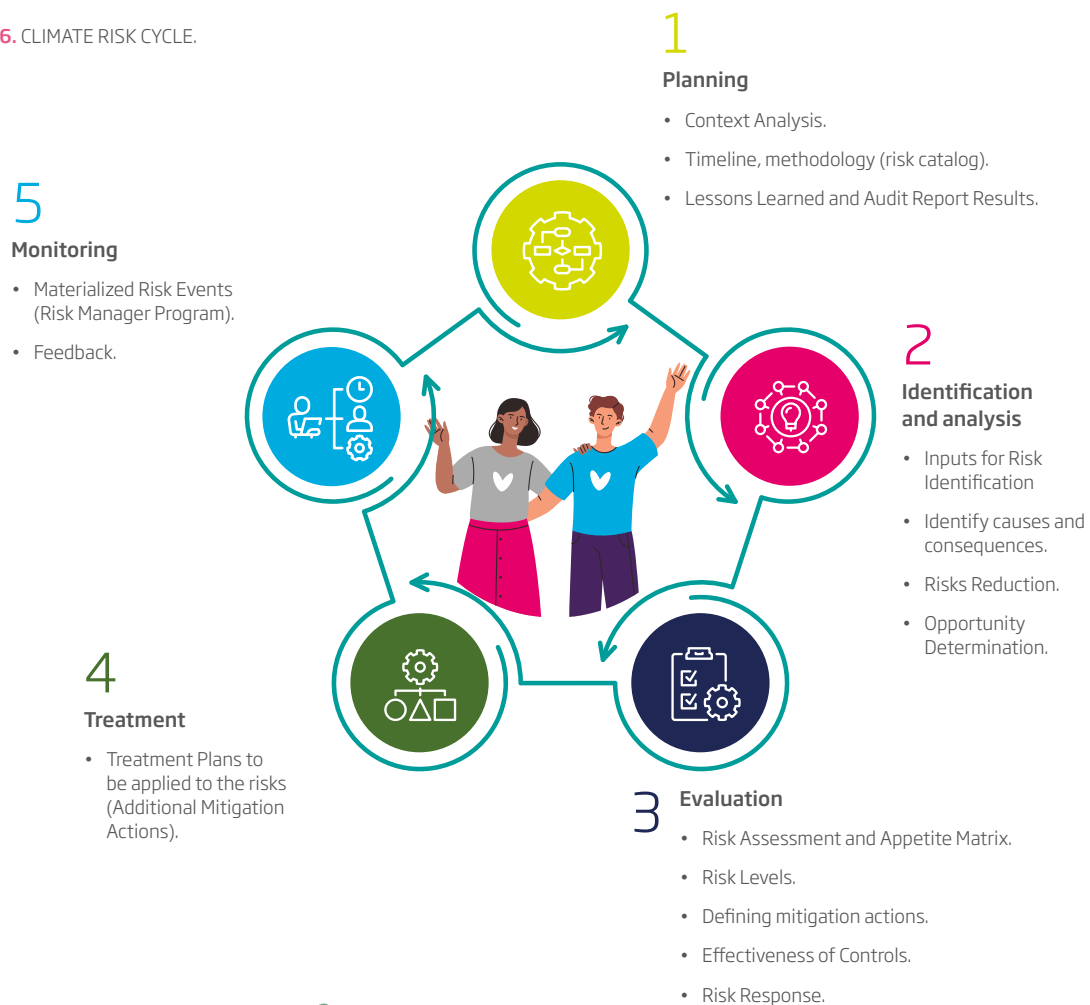 6. CLIMATE RISK CYCLE.
1
Planning
• Context Analysis.
• Timeline, methodology (risk catalog).
• Lessons Learned and Audit Report Results.
2
Identification
and analysis
• Inputs for Risk
Identification
• Identify causes and
consequences.
• Risks Reduction.
• Opportunity
Determination.
3
Evaluation
• Risk Assessment and Appetite Matrix.
• Risk Levels.
• Defining mitigation actions.
• Effectiveness of Controls.
• Risk Response.
4
Treatment
• Treatment Plans to
be applied to the risks
(Additional Mitigation
Actions).
5
Monitoring
• Materialized Risk Events
(Risk Manager Program).
• Feedback.